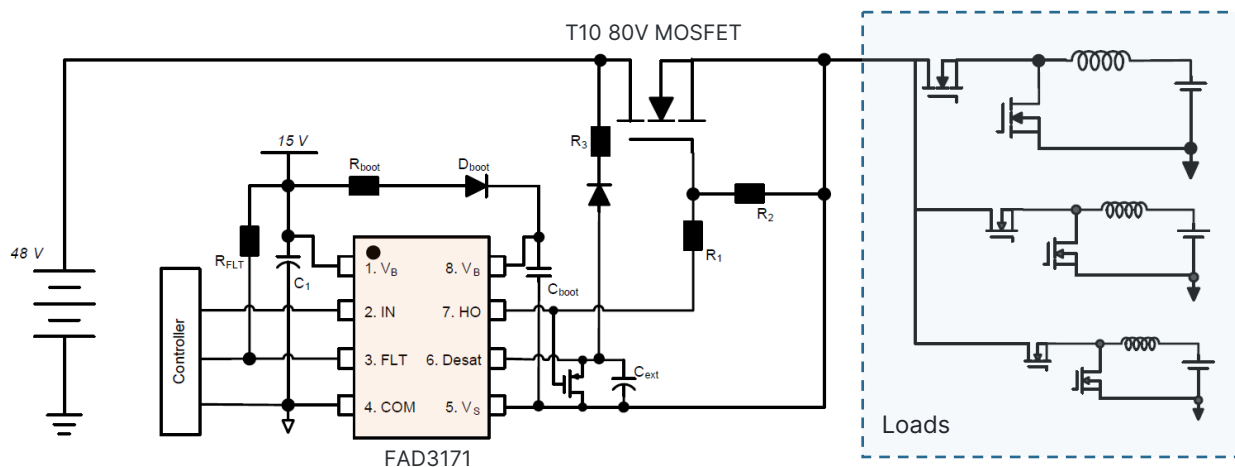 T10 80V MOSFET
15 V
R3
Rboot
Dboot
R2
48 V
RFLT
R1
C1
1. VB
8. VB
Cboot
2. IN
7. HO
Controller
3. FLT
6. Desat
Cext
4. COM
5. VS
Loads
FAD3171